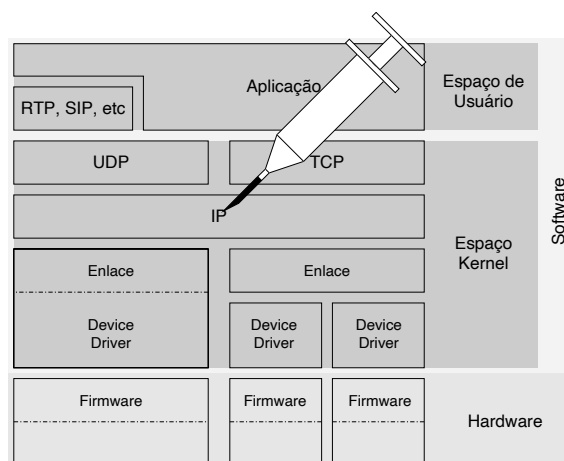 Aplicação
Espaço de
Usuário
RTP, SIP, etc
UDP
TCP
IP
Espaço
Kernel
Software
Enlace
Enlace
Device
Driver
Device
Driver
Device
Driver
Firmware
Firmware
Firmware
Hardware